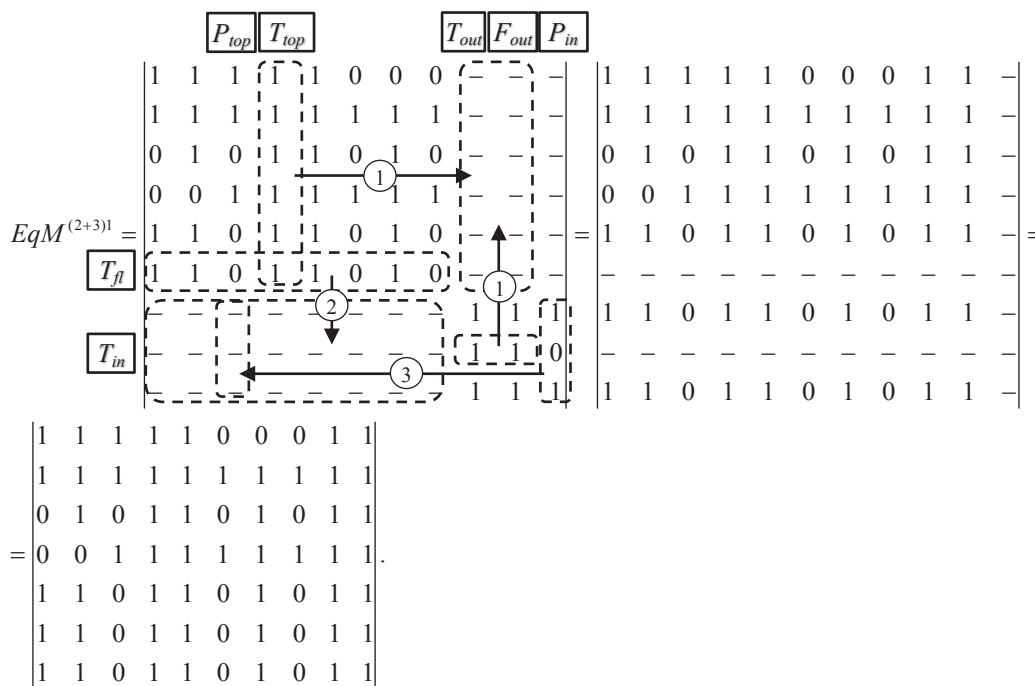 P_top T_top T_out F_out P_in
1 1 1 1 1 0 0 0 – – – 1 1 1 1 1 0 0 0 1 1 –
1 1 1 1 1 1 1 1 – – – 1 1 1 1 1 1 1 1 1 1 –
0 1 0 1 1 0 1 0 – – – 0 1 0 1 1 0 1 0 1 1 –
1
0 0 1 1 1 1 1 1 – – – 0 0 1 1 1 1 1 1 1 1 –
EqM^(2+3)1 = 1 1 0 1 1 0 1 0 – – – = 1 1 0 1 1 0 1 0 1 1 – =
T_fl 1 1 0 1 1 0 1 0 – – – – – – – – – – – – – –
2 1
– – – – – – – – 1 1 1 1 1 0 1 1 0 1 0 1 1 –
T_in – – – – – – – – 1 1 0 – – – – – – – – – – –
3
– – – – – – – – 1 1 1 1 1 0 1 1 0 1 0 1 1 –
1 1 1 1 1 0 0 0 1 1
1 1 1 1 1 1 1 1 1 1
0 1 0 1 1 0 1 0 1 1
= 0 0 1 1 1 1 1 1 1 1 .
1 1 0 1 1 0 1 0 1 1
1 1 0 1 1 0 1 0 1 1
1 1 0 1 1 0 1 0 1 1